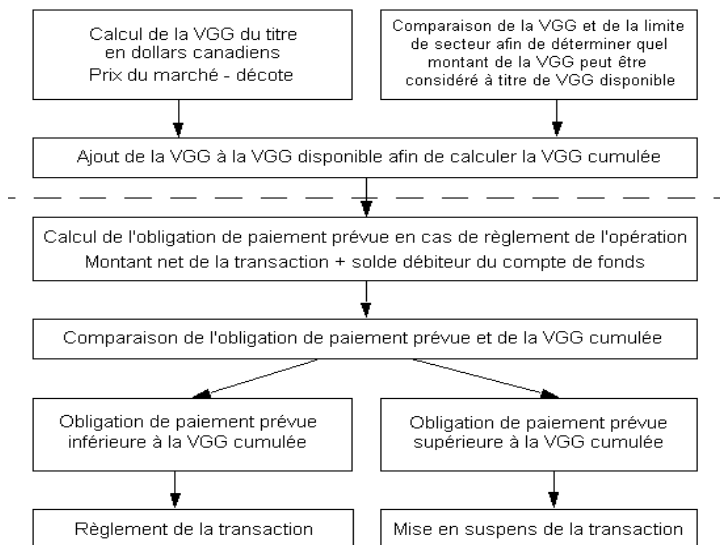 Calcul de la VGG du titre
en dollars canadiens
Prix du marché - décote
Comparaison de la VGG et de la limite
de secteur afin de déterminer quel
montant de la VGG peut être
considéré à titre de VGG disponible
Ajout de la VGG à la VGG disponible afin de calculer la VGG cumulée
Calcul de l'obligation de paiement prévue en cas de règlement de l'opération
Montant net de la transaction + solde débiteur du compte de fonds
Comparaison de l'obligation de paiement prévue et de la VGG cumulée
Obligation de paiement prévue
inférieure à la VGG cumulée
Obligation de paiement prévue
supérieure à la VGG cumulée
Règlement de la transaction
Mise en suspens de la transaction